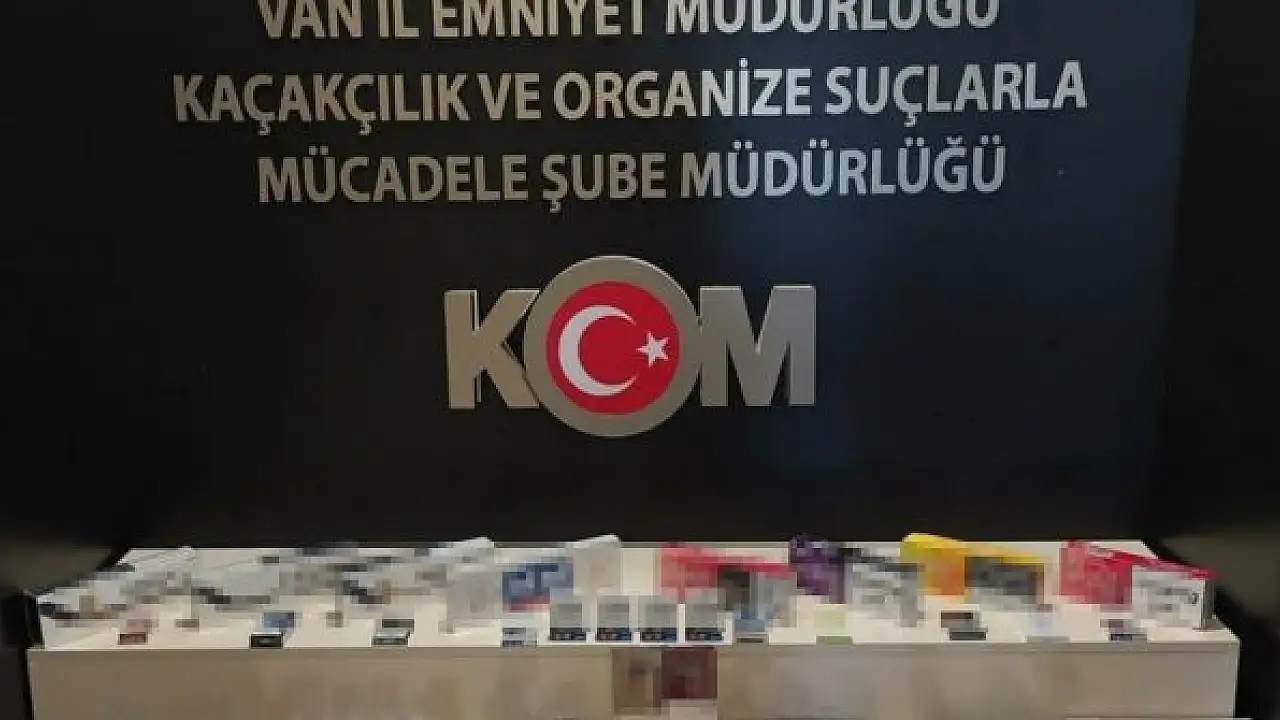 VAN İL EMNİYET MÜDÜRLÜĞÜ
KAÇAKÇILIK VE ORGANİZE SUÇLARLA
MÜCADELE ŞUBE MÜDÜRLÜĞÜ
KOM